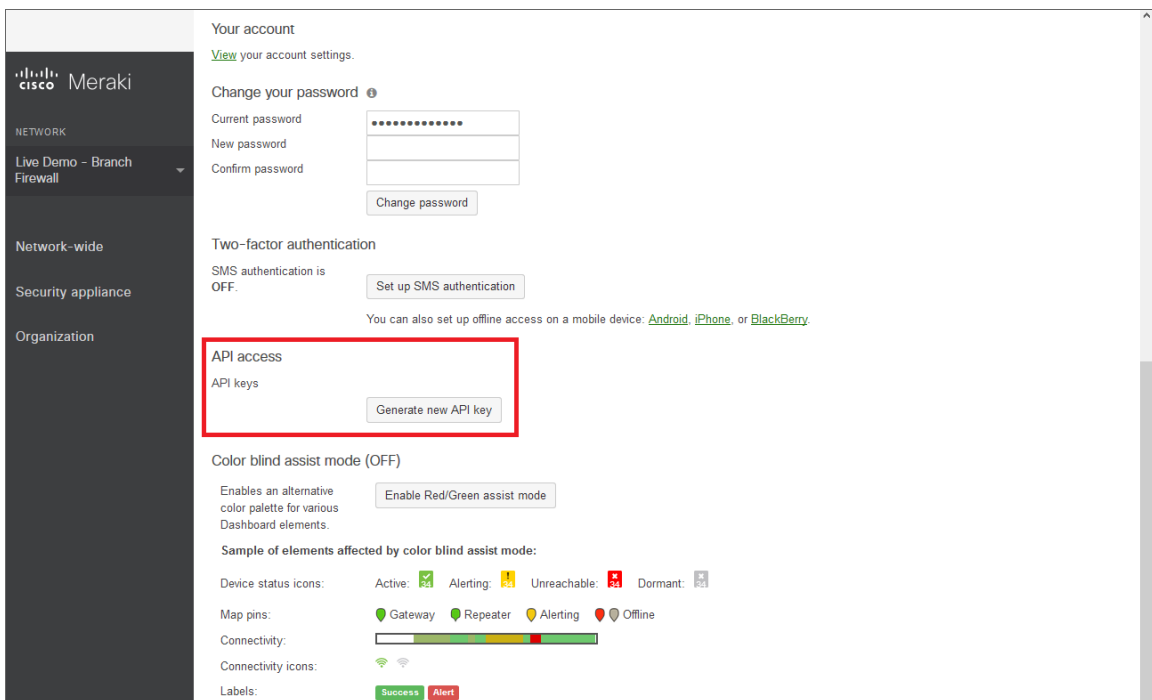 Your account
View your account settings.
cisco Meraki
Change your password
Current password
New password
NETWORK
Live Demo - Branch
Firewall
Confirm password
Change password
Network-wide
Two-factor authentication
SMS authentication is
OFF.
Set up SMS authentication
Security appliance
You can also set up offline access on a mobile device: Android, iPhone, or BlackBerry.
Organization
API access
API keys
Generate new API key
Color blind assist mode (OFF)
Enables an alternative
color palette for various
Dashboard elements.
Enable Red/Green assist mode
Sample of elements affected by color blind assist mode:
Device status icons: Active: 34 Alerting: 34 Unreachable: 34 Dormant: 34
Map pins: Gateway Repeater Alerting Offline
Connectivity:
Connectivity icons:
Labels: Success Alert